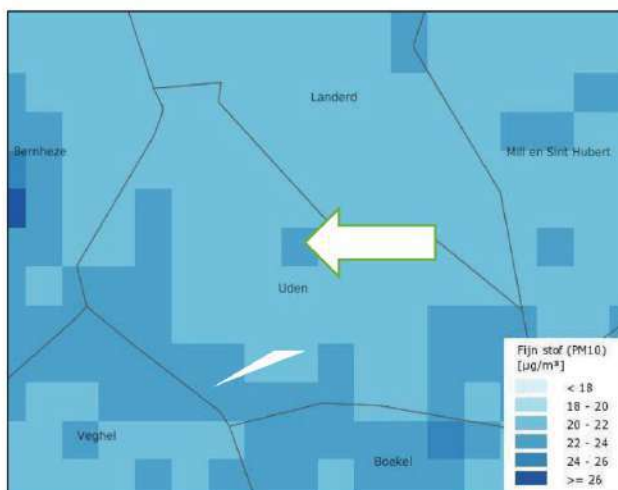 Landerd
Bernheze
Mill en Sint Hubert
Uden
Fijn stof (PM10)
[µg/m³]
< 18
18 - 20
20 - 22
22 - 24
24 - 26
>= 26
Veghel
Boekel